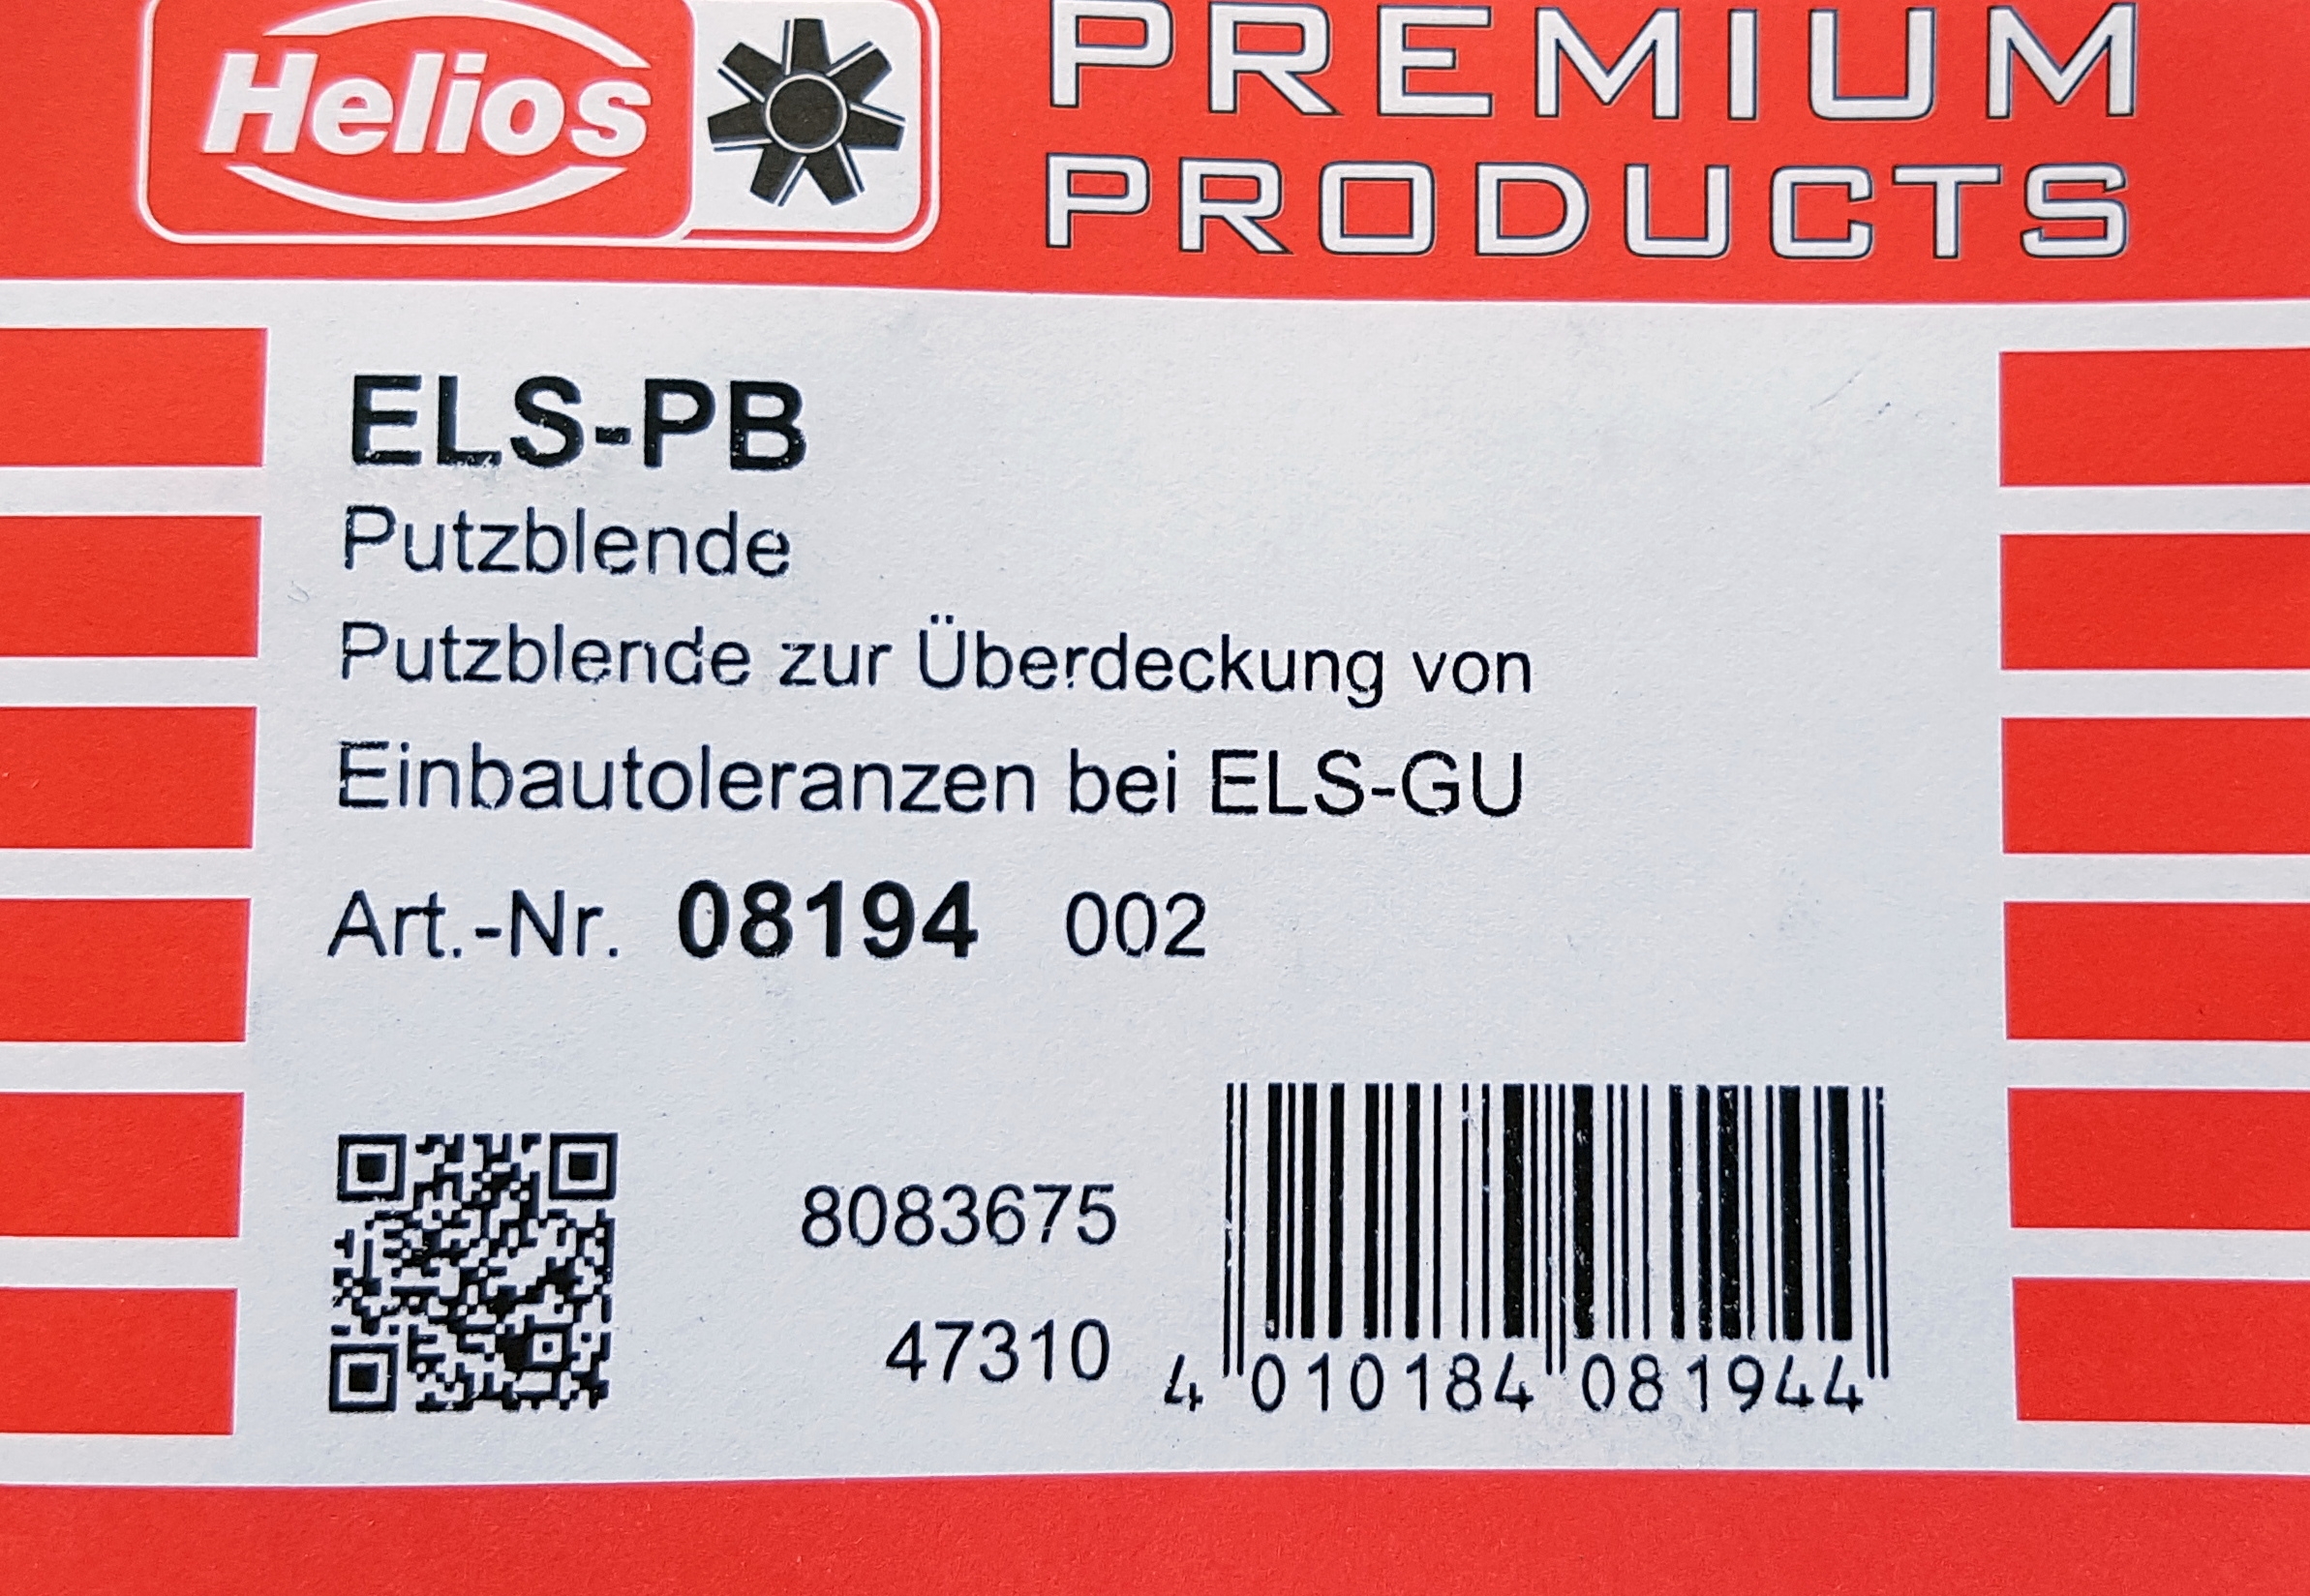 Helios
PREMIUM
PRODUCTS
ELS-PB
Putzblende
Putzblende zur Überdeckung von
Einbautoleranzen bei ELS-GU
Art.-Nr. 08194 002
8083675
47310
4 010184 081944